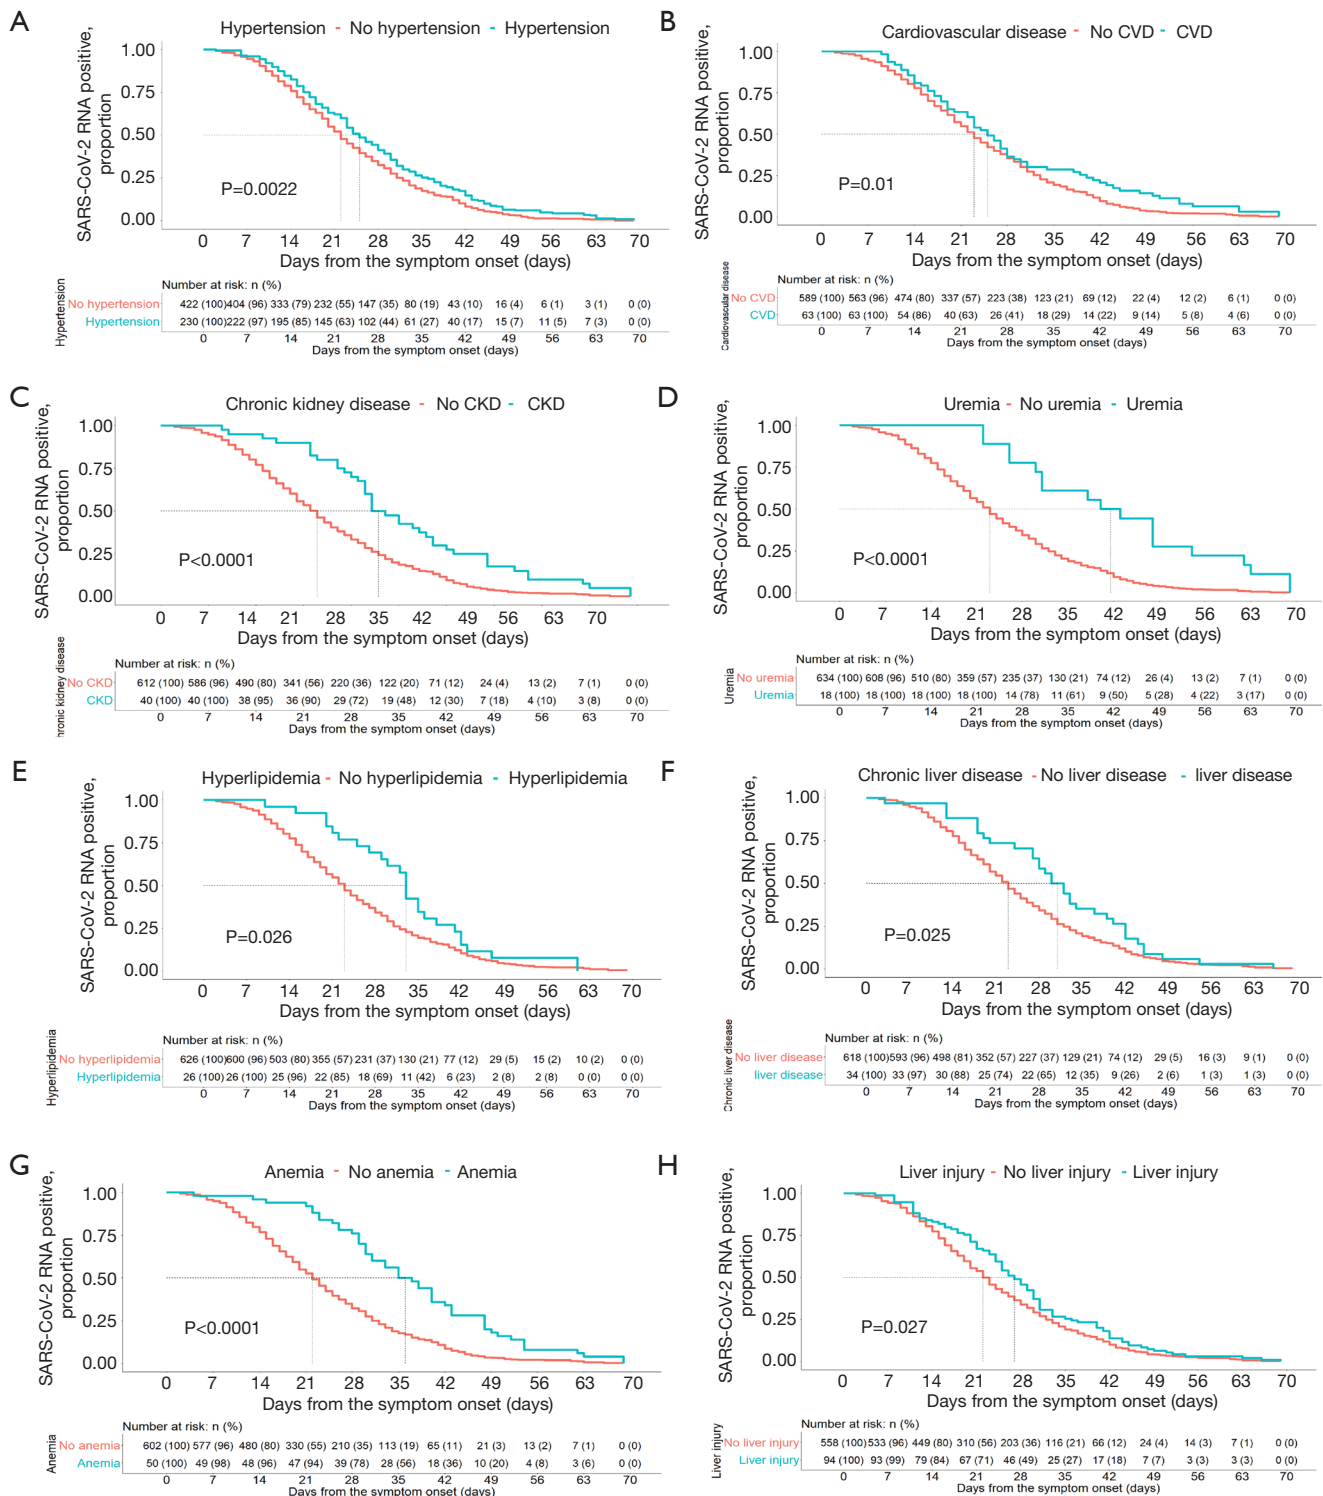 A
Hypertension - No hypertension - Hypertension
SARS-CoV-2 RNA positive,
proportion
1.00
0.75
0.50
0.25
0.00
P=0.0022
0 7 14 21 28 35 42 49 56 63 70
Days from the symptom onset (days)
Hypertension
Number at risk: n (%)
No hypertension 422 (100) 404 (96) 333 (79) 232 (55) 147 (35) 80 (19) 43 (10) 16 (4) 6 (1) 3 (1) 0 (0)
Hypertension 230 (100) 222 (97) 195 (85) 145 (63) 102 (44) 61 (27) 40 (17) 15 (7) 11 (5) 7 (3) 0 (0)
0 7 14 21 28 35 42 49 56 63 70
Days from the symptom onset (days)
B
Cardiovascular disease - No CVD - CVD
SARS-CoV-2 RNA positive,
proportion
1.00
0.75
0.50
0.25
0.00
P=0.01
0 7 14 21 28 35 42 49 56 63 70
Days from the symptom onset (days)
Cardiovascular disease
Number at risk: n (%)
No CVD 589 (100) 563 (96) 474 (80) 337 (57) 223 (38) 123 (21) 69 (12) 22 (4) 12 (2) 6 (1) 0 (0)
CVD 63 (100) 63 (100) 54 (86) 40 (63) 26 (41) 18 (29) 14 (22) 9 (14) 5 (8) 4 (6) 0 (0)
0 7 14 21 28 35 42 49 56 63 70
Days from the symptom onset (days)
C
Chronic kidney disease - No CKD - CKD
SARS-CoV-2 RNA positive,
proportion
1.00
0.75
0.50
0.25
0.00
P<0.0001
0 7 14 21 28 35 42 49 56 63 70
Days from the symptom onset (days)
hronic kidney disease
Number at risk: n (%)
No CKD 612 (100) 586 (96) 490 (80) 341 (56) 220 (36) 122 (20) 71 (12) 24 (4) 13 (2) 7 (1) 0 (0)
CKD 40 (100) 40 (100) 38 (95) 36 (90) 29 (72) 19 (48) 12 (30) 7 (18) 4 (10) 3 (8) 0 (0)
0 7 14 21 28 35 42 49 56 63 70
Days from the symptom onset (days)
D
Uremia - No uremia - Uremia
SARS-CoV-2 RNA positive,
proportion
1.00
0.75
0.50
0.25
0.00
P<0.0001
0 7 14 21 28 35 42 49 56 63 70
Days from the symptom onset (days)
Uremia
Number at risk: n (%)
No uremia 634 (100) 608 (96) 510 (80) 359 (57) 235 (37) 130 (21) 74 (12) 26 (4) 13 (2) 7 (1) 0 (0)
Uremia 18 (100) 18 (100) 18 (100) 18 (100) 14 (78) 11 (61) 9 (50) 5 (28) 4 (22) 3 (17) 0 (0)
0 7 14 21 28 35 42 49 56 63 70
Days from the symptom onset (days)
E
Hyperlipidemia - No hyperlipidemia - Hyperlipidemia
SARS-CoV-2 RNA positive,
proportion
1.00
0.75
0.50
0.25
0.00
P=0.026
0 7 14 21 28 35 42 49 56 63 70
Days from the symptom onset (days)
Hyperlipidemia
Number at risk: n (%)
No hyperlipidemia 626 (100) 600 (96) 503 (80) 355 (57) 231 (37) 130 (21) 77 (12) 29 (5) 15 (2) 10 (2) 0 (0)
Hyperlipidemia 26 (100) 26 (100) 25 (96) 22 (85) 18 (69) 11 (42) 6 (23) 2 (8) 2 (8) 0 (0) 0 (0)
0 7 14 21 28 35 42 49 56 63 70
Days from the symptom onset (days)
F
Chronic liver disease - No liver disease - liver disease
SARS-CoV-2 RNA positive,
proportion
1.00
0.75
0.50
0.25
0.00
P=0.025
0 7 14 21 28 35 42 49 56 63 70
Days from the symptom onset (days)
Chronic liver disease
Number at risk: n (%)
No liver disease 618 (100) 593 (96) 498 (81) 352 (57) 227 (37) 129 (21) 74 (12) 29 (5) 16 (3) 9 (1) 0 (0)
liver disease 34 (100) 33 (97) 30 (88) 25 (74) 22 (65) 12 (35) 9 (26) 2 (6) 1 (3) 1 (3) 0 (0)
0 7 14 21 28 35 42 49 56 63 70
Days from the symptom onset (days)
G
Anemia - No anemia - Anemia
SARS-CoV-2 RNA positive,
proportion
1.00
0.75
0.50
0.25
0.00
P<0.0001
0 7 14 21 28 35 42 49 56 63 70
Days from the symptom onset (days)
Anemia
Number at risk: n (%)
No anemia 602 (100) 577 (96) 480 (80) 330 (55) 210 (35) 113 (19) 65 (11) 21 (3) 13 (2) 7 (1) 0 (0)
Anemia 50 (100) 49 (98) 48 (96) 47 (94) 39 (78) 28 (56) 18 (36) 10 (20) 4 (8) 3 (6) 0 (0)
0 7 14 21 28 35 42 49 56 63 70
Days from the symptom onset (days)
H
Liver injury - No liver injury - Liver injury
SARS-CoV-2 RNA positive,
proportion
1.00
0.75
0.50
0.25
0.00
P=0.027
0 7 14 21 28 35 42 49 56 63 70
Days from the symptom onset (days)
Liver injury
Number at risk: n (%)
No liver injury 558 (100) 533 (96) 449 (80) 310 (56) 203 (36) 116 (21) 66 (12) 24 (4) 14 (3) 7 (1) 0 (0)
Liver injury 94 (100) 93 (99) 79 (84) 67 (71) 46 (49) 25 (27) 17 (18) 7 (7) 3 (3) 3 (3) 0 (0)
0 7 14 21 28 35 42 49 56 63 70
Days from the symptom onset (days)